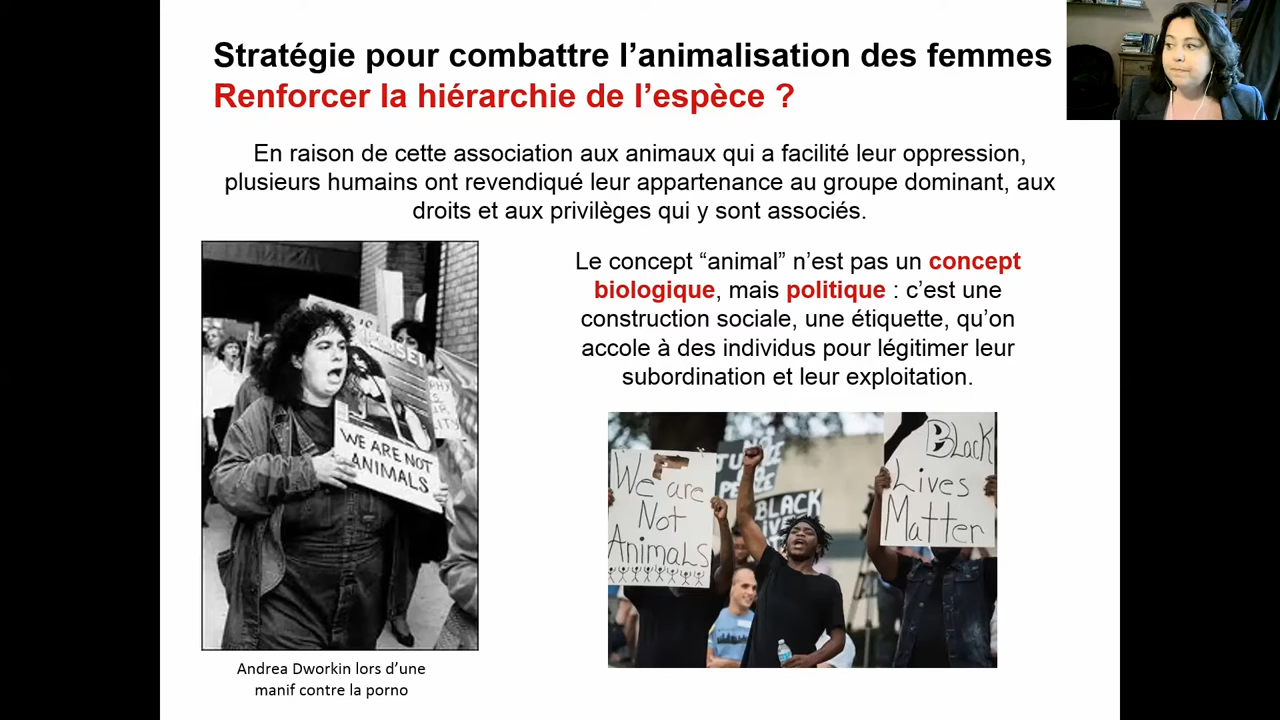 Stratégie pour combattre l’animalisation des femmes
Renforcer la hiérarchie de l’espèce ?
En raison de cette association aux animaux qui a facilité leur oppression,
plusieurs humains ont revendiqué leur appartenance au groupe dominant, aux
droits et aux privilèges qui y sont associés.
Le concept “animal” n’est pas un concept
biologique, mais politique : c’est une
construction sociale, une étiquette, qu’on
accole à des individus pour légitimer leur
subordination et leur exploitation.
WE ARE NOT
ANIMALS
We are
Not
Animals
BLACK
Black
Lives
Matter
Andrea Dworkin lors d’une
manif contre la porno